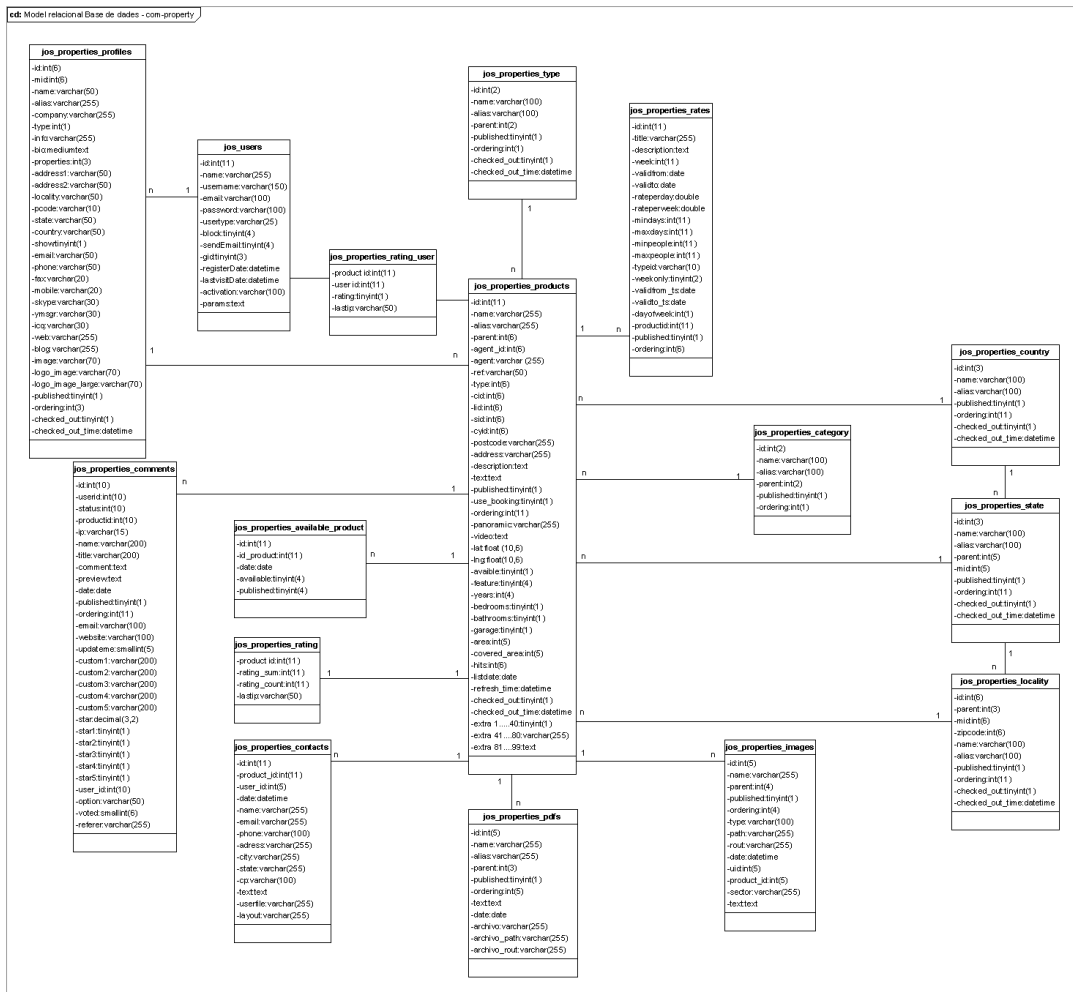 cd: Model relacional Base de dades - com-property
jos_properties_profiles
-id:int(6)
-mid:int(6)
-name:varchar(50)
-alias:varchar(255)
-company:varchar(255)
-type:int(1)
-info:varchar(255)
-bio:mediumtext
-properties:int(3)
-address1:varchar(50)
-address2:varchar(50)
-locality:varchar(50)
-pcode:varchar(10)
-state:varchar(50)
-country:varchar(50)
-show:tinyint(1)
-email:varchar(50)
-phone:varchar(50)
-fax:varchar(20)
-mobile:varchar(20)
-skype:varchar(30)
-ymsgr:varchar(30)
-icq:varchar(30)
-web:varchar(255)
-blog:varchar(255)
-image:varchar(70)
-logo_image:varchar(70)
-logo_image_large:varchar(70)
-published:tinyint(1)
-ordering:int(3)
-checked_out:tinyint(1)
-checked_out_time:datetime
n
1
jos_users
-id:int(11)
-name:varchar(255)
-username:varchar(150)
-email:varchar(100)
-password:varchar(100)
-usertype:varchar(25)
-block:tinyint(4)
-sendEmail:tinyint(4)
-gid:tinyint(3)
-registerDate:datetime
-lastvisitDate:datetime
-activation:varchar(100)
-params:text
jos_properties_rating_user
-product id:int(11)
-user id:int(11)
-rating:tinyint(1)
-lastip:varchar(50)
jos_properties_type
-id:int(2)
-name:varchar(100)
-alias:varchar(100)
-parent:int(2)
-published:tinyint(1)
-ordering:int(1)
-checked_out:tinyint(1)
-checked_out_time:datetime
1
n
jos_properties_rates
-id:int(11)
-title:varchar(255)
-description:text
-week:int(11)
-validfrom:date
-validto:date
-rateperday:double
-rateperweek:double
-mindays:int(11)
-maxdays:int(11)
-minpeople:int(11)
-maxpeople:int(11)
-typeid:varchar(10)
-weekonly:tinyint(2)
-validfrom_ts:date
-validto_ts:date
-dayofweek:int(1)
-productid:int(11)
-published:tinyint(1)
-ordering:int(6)
1
n
jos_properties_products
-id:int(11)
-name:varchar(255)
-alias:varchar(255)
-parent:int(6)
-agent_id:int(6)
-agent:varchar (255)
-ref:varchar(50)
-type:int(6)
-cid:int(6)
-lid:int(6)
-sid:int(6)
-cyid:int(6)
-postcode:varchar(255)
-address:varchar(255)
-description:text
-text:text
-published:tinyint(1)
-use_booking:tinyint(1)
-ordering:int(11)
-panoramic:varchar(255)
-video:text
-lat:float (10,6)
-lng:float(10,6)
-avaible:tinyint(1)
-feature:tinyint(4)
-years:int(4)
-bedrooms:tinyint(1)
-bathrooms:tinyint(1)
-garage:tinyint(1)
-area:int(5)
-covered_area:int(5)
-hits:int(6)
-listdate:date
-refresh_time:datetime
-checked_out:tinyint(1)
-checked_out_time:datetime
-extra 1.....40:tinyint(1)
-extra 41....80:varchar(255)
-extra 81....99:text
1
n
n
1
jos_properties_country
-id:int(3)
-name:varchar(100)
-alias:varchar(100)
-published:tinyint(1)
-ordering:int(11)
-checked_out:tinyint(1)
-checked_out_time:datetime
1
n
jos_properties_category
-id:int(2)
-name:varchar(100)
-alias:varchar(100)
-parent:int(2)
-published:tinyint(1)
-ordering:int(1)
n
1
jos_properties_state
-id:int(3)
-name:varchar(100)
-alias:varchar(100)
-parent:int(5)
-mid:int(5)
-published:tinyint(1)
-ordering:int(11)
-checked_out:tinyint(1)
-checked_out_time:datetime
n
1
1
n
jos_properties_locality
-id:int(6)
-parent:int(3)
-mid:int(6)
-zipcode:int(6)
-name:varchar(100)
-alias:varchar(100)
-published:tinyint(1)
-ordering:int(11)
-checked_out:tinyint(1)
-checked_out_time:datetime
n
1
jos_properties_comments
-id:int(10)
-userid:int(10)
-status:int(10)
-productid:int(10)
-ip:varchar(15)
-name:varchar(200)
-title:varchar(200)
-comment:text
-preview:text
-date:date
-published:tinyint(1)
-ordering:int(11)
-email:varchar(100)
-website:varchar(100)
-updateme:smallint(5)
-custom1:varchar(200)
-custom2:varchar(200)
-custom3:varchar(200)
-custom4:varchar(200)
-custom5:varchar(200)
-star:decimal(3,2)
-star1:tinyint(1)
-star2:tinyint(1)
-star3:tinyint(1)
-star4:tinyint(1)
-star5:tinyint(1)
-user_id:int(10)
-option:varchar(50)
-voted:smallint(6)
-referer:varchar(255)
n
1
jos_properties_available_product
-id:int(11)
-id_product:int(11)
-date:date
-available:tinyint(4)
-published:tinyint(4)
n
1
jos_properties_rating
-product id:int(11)
-rating_sum:int(11)
-rating_count:int(11)
-lastip:varchar(50)
1
1
jos_properties_contacts
-id:int(11)
-product_id:int(11)
-user_id:int(5)
-date:datetime
-name:varchar(255)
-email:varchar(255)
-phone:varchar(100)
-adress:varchar(255)
-city:varchar(255)
-state:varchar(255)
-cp:varchar(100)
-text:text
-userfile:varchar(255)
-layout:varchar(255)
n
1
1
n
jos_properties_pdfs
-id:int(5)
-name:varchar(255)
-alias:varchar(255)
-parent:int(3)
-published:tinyint(1)
-ordering:int(5)
-text:text
-date:date
-archivo:varchar(255)
-archivo_path:varchar(255)
-archivo_rout:varchar(255)
1
n
jos_properties_images
-id:int(5)
-name:varchar(255)
-parent:int(4)
-published:tinyint(1)
-ordering:int(4)
-type:varchar(100)
-path:varchar(255)
-rout:varchar(255)
-date:datetime
-uid:int(5)
-product_id:int(5)
-sector:varchar(255)
-text:text